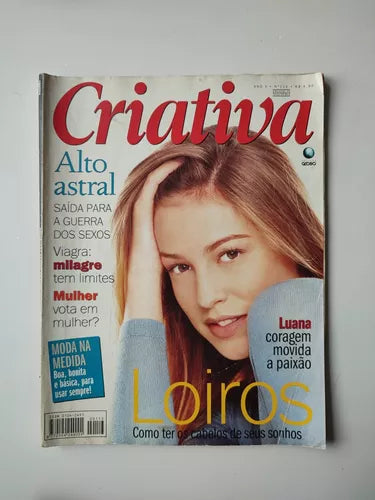 Criativa
GLOBO
Alto
astral
SAÍDA PARA
A GUERRA
DOS SEXOS
Viagra:
milagre
tem limites
Mulher
vota em
mulher?
MODA NA
MEDIDA
Boa, bonita
e básica, para
usar sempre!
Luana
coragem
movida
a paixão
Loiros
Como ter os cabelos de seus sonhos